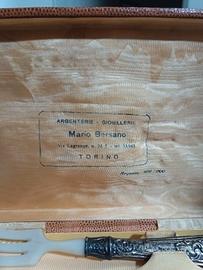 ARGENTERIE - GIOIELLERIE
Mario Bersano
Via Lagrange, n.
TORINO